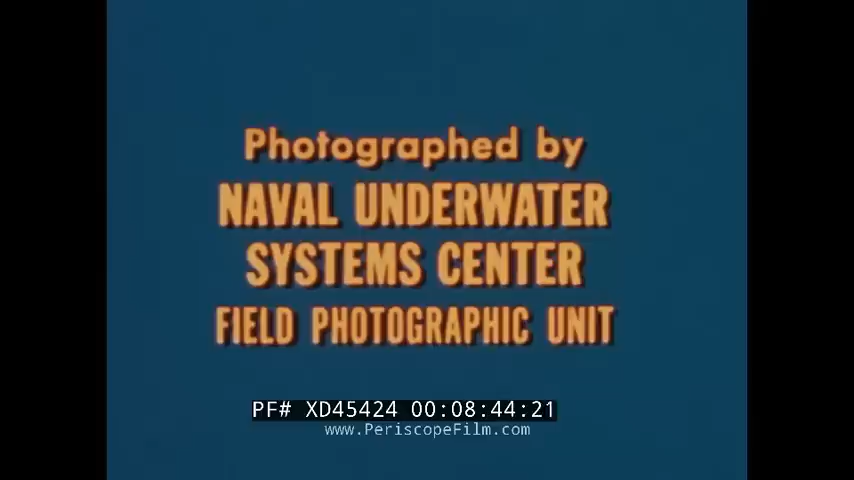 Photographed by
NAVAL UNDERWATER
SYSTEMS CENTER
FIELD PHOTOGRAPHIC UNIT
PF# XD45424 00:08:44:21
www.PeriscopeFilm.com